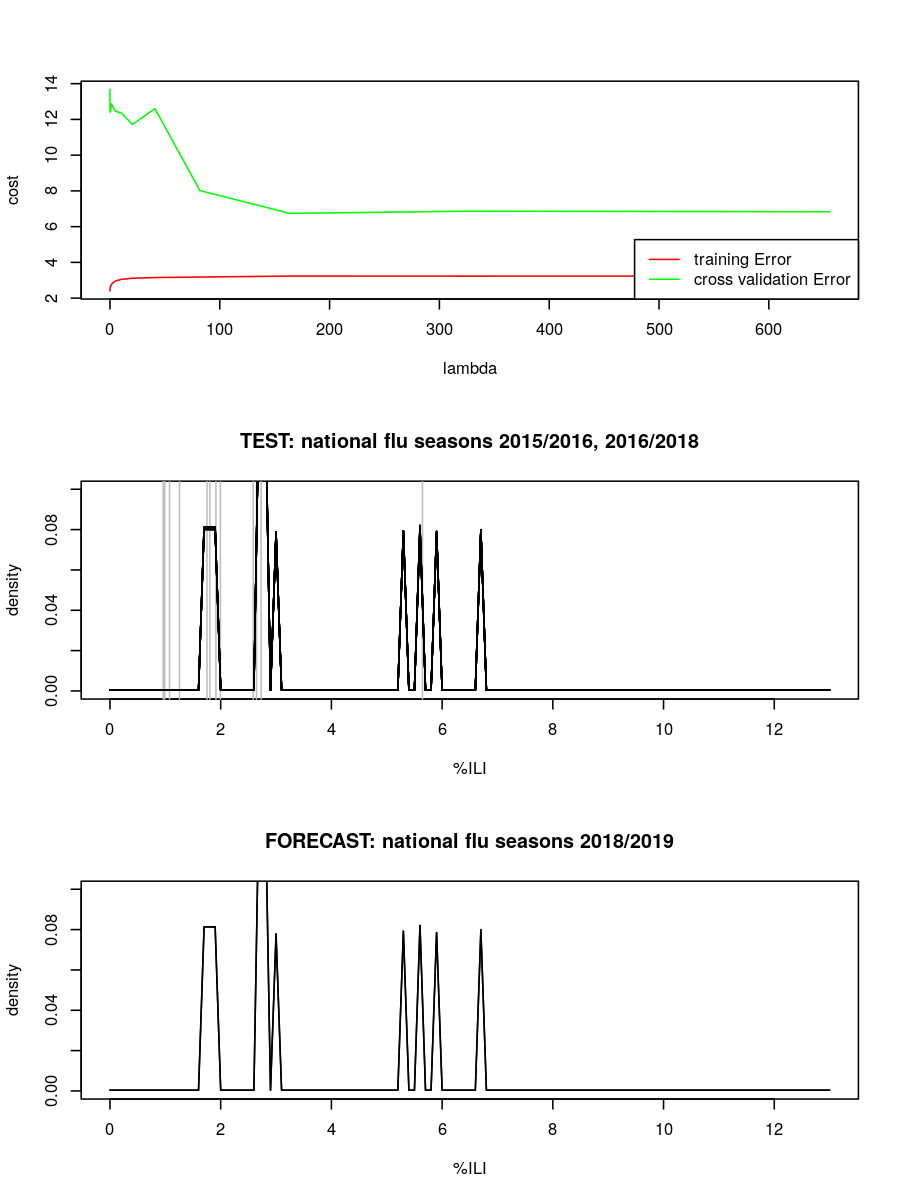 14
12
10
8
6
4
2
cost
training Error
cross validation Error
0 100 200 300 400 500 600
lambda
TEST: national flu seasons 2015/2016, 2016/2018
0.08
0.04
0.00
density
0 2 4 6 8 10 12
%ILI
FORECAST: national flu seasons 2018/2019
0.08
0.04
0.00
density
0 2 4 6 8 10 12
%ILI